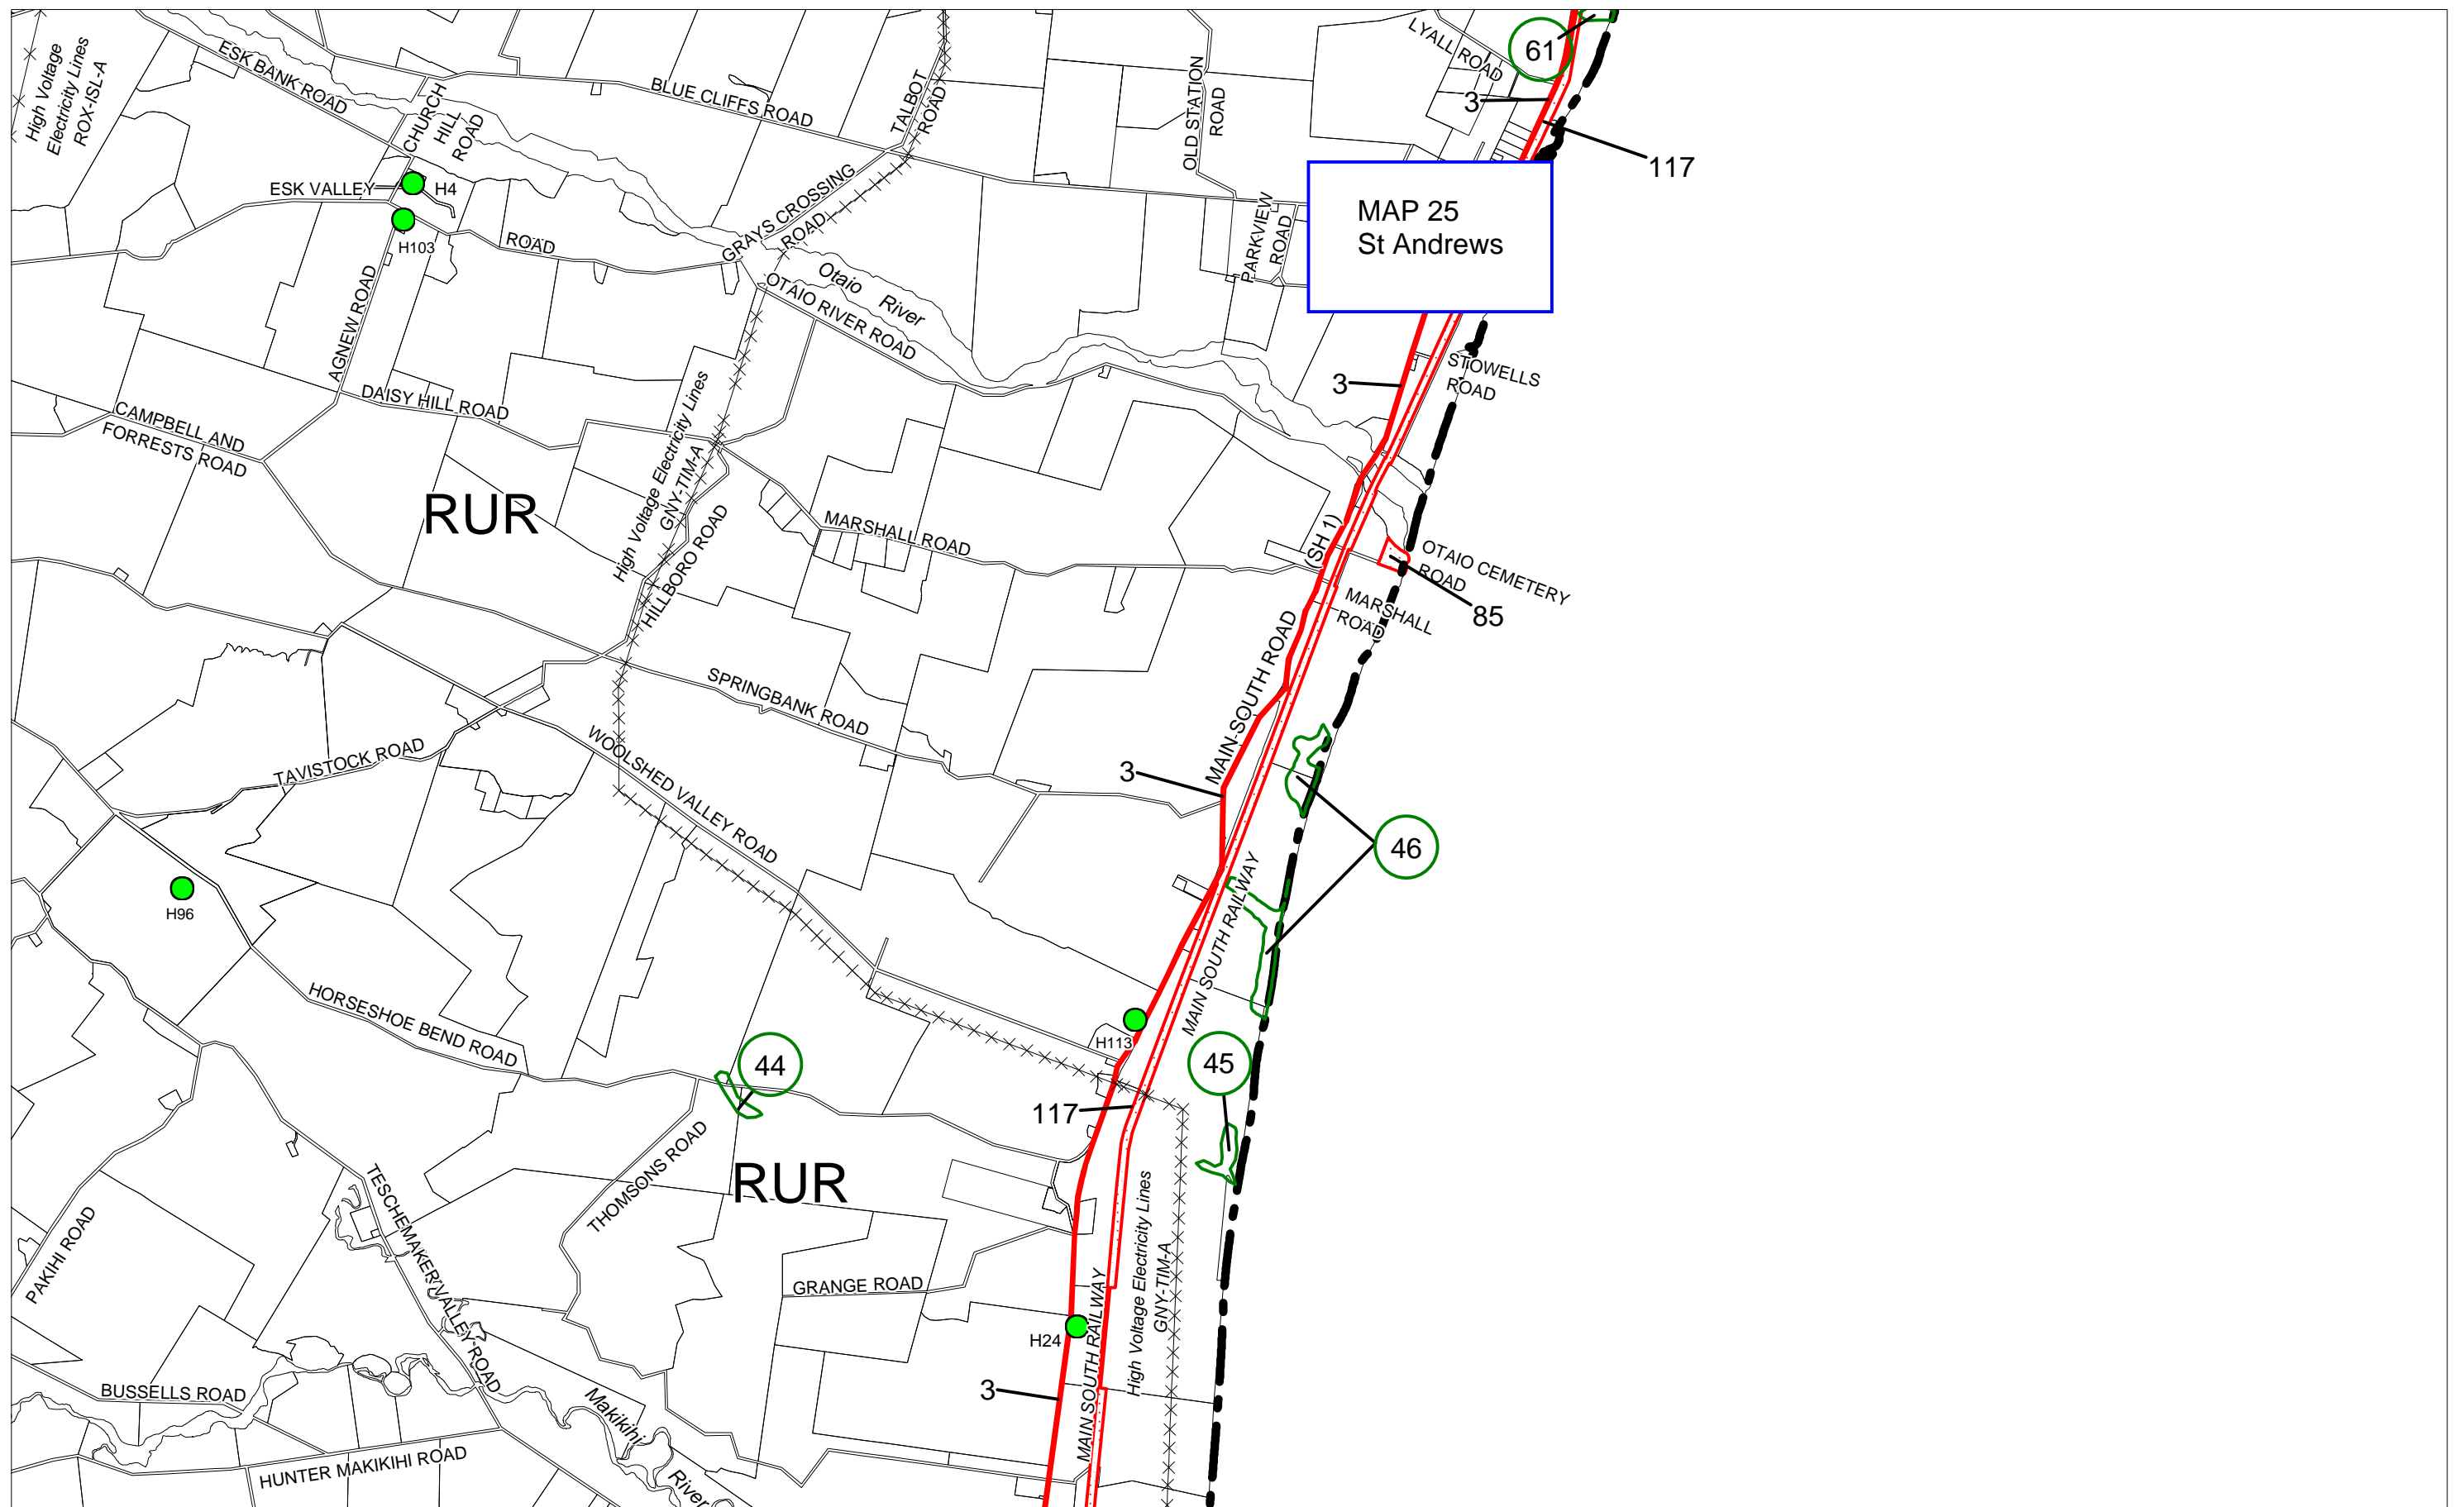 High Voltage
Electricity Lines
ROX-ISL-A
ESK BANK ROAD
CHURCH
HILL
ROAD
BLUE CLIFFS ROAD
TALBOT
ROAD
OLD STATION
ROAD
LYALL ROAD
61
3
117
ESK VALLEY
H4
H103
ROAD
GRAYS CROSSING
ROAD
PARKVIEW
ROAD
MAP 25
St Andrews
AGNEW ROAD
Otaio River
OTAIO RIVER ROAD
STOWELLS
ROAD
3
DAISY HILL ROAD
CAMPBELL AND
FORRESTS ROAD
RUR
High Voltage Electricity Lines
GNY-TIM-A
HILLBORO ROAD
MARSHALL ROAD
(SH 1)
OTAIO CEMETERY
ROAD
MARSHALL
ROAD
85
MAIN SOUTH ROAD
SPRINGBANK ROAD
TAVISTOCK ROAD
WOOLSHED VALLEY ROAD
3
46
MAIN SOUTH RAILWAY
H96
HORSESHOE BEND ROAD
H113
44
45
117
THOMSONS ROAD
RUR
TESCHEMAKER VALLEY ROAD
PAKIHI ROAD
GRANGE ROAD
High Voltage Electricity Lines
GNY-TIM-A
MAIN SOUTH RAILWAY
H24
3
BUSSELLS ROAD
Makikihi
River
HUNTER MAKIKIHI ROAD